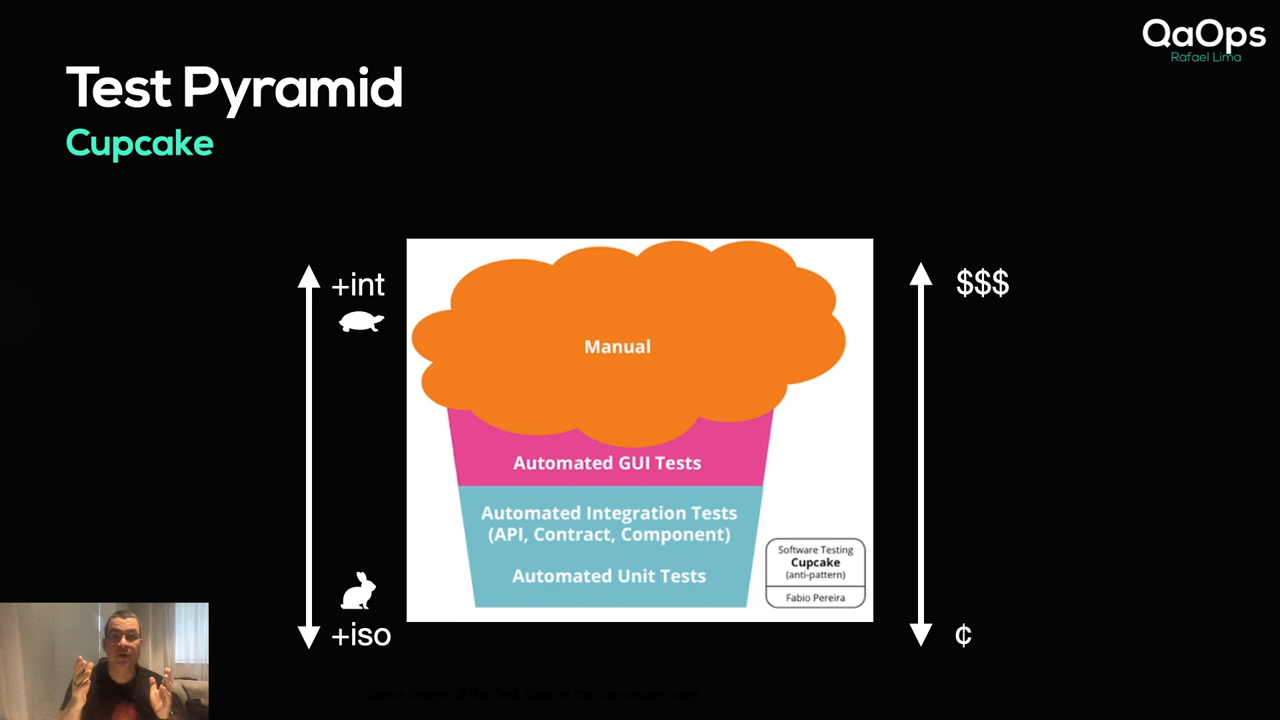 QaOps
Rafael Lima
Test Pyramid
Cupcake
+int
$$$
Manual
Automated GUI Tests
Automated Integration Tests
(API, Contract, Component)
Automated Unit Tests
Software Testing
Cupcake
(anti-pattern)
Fabio Pereira
+iso
¢